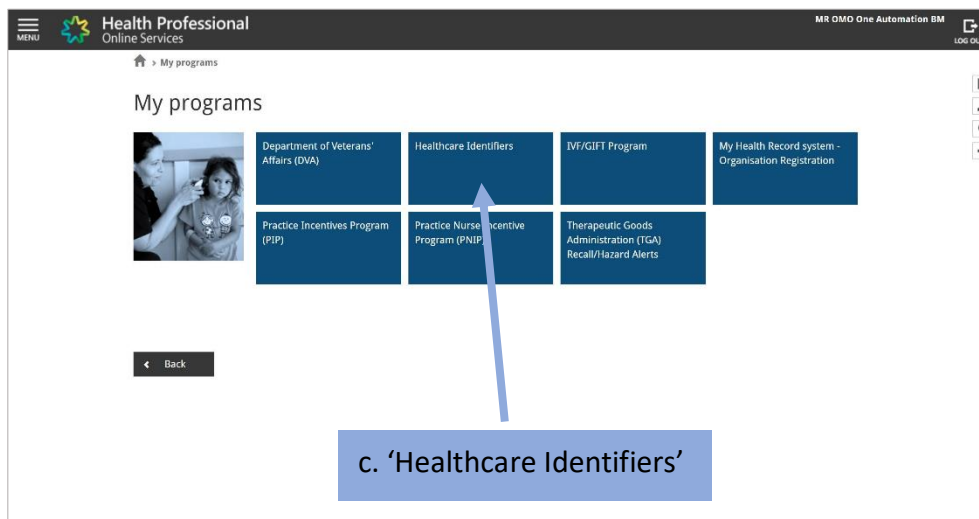 MENU
Health Professional
Online Services
MR OMO One Automation BM
LOG OU
> My programs
My programs
Department of Veterans'
Affairs (DVA)
Healthcare Identifiers
IVF/GIFT Program
My Health Record system -
Organisation Registration
Practice Incentives Program
(PIP)
Practice Nurse Incentive
Program (PNIP)
Therapeutic Goods
Administration (TGA)
Recall/Hazard Alerts
Back
c. ‘Healthcare Identifiers’